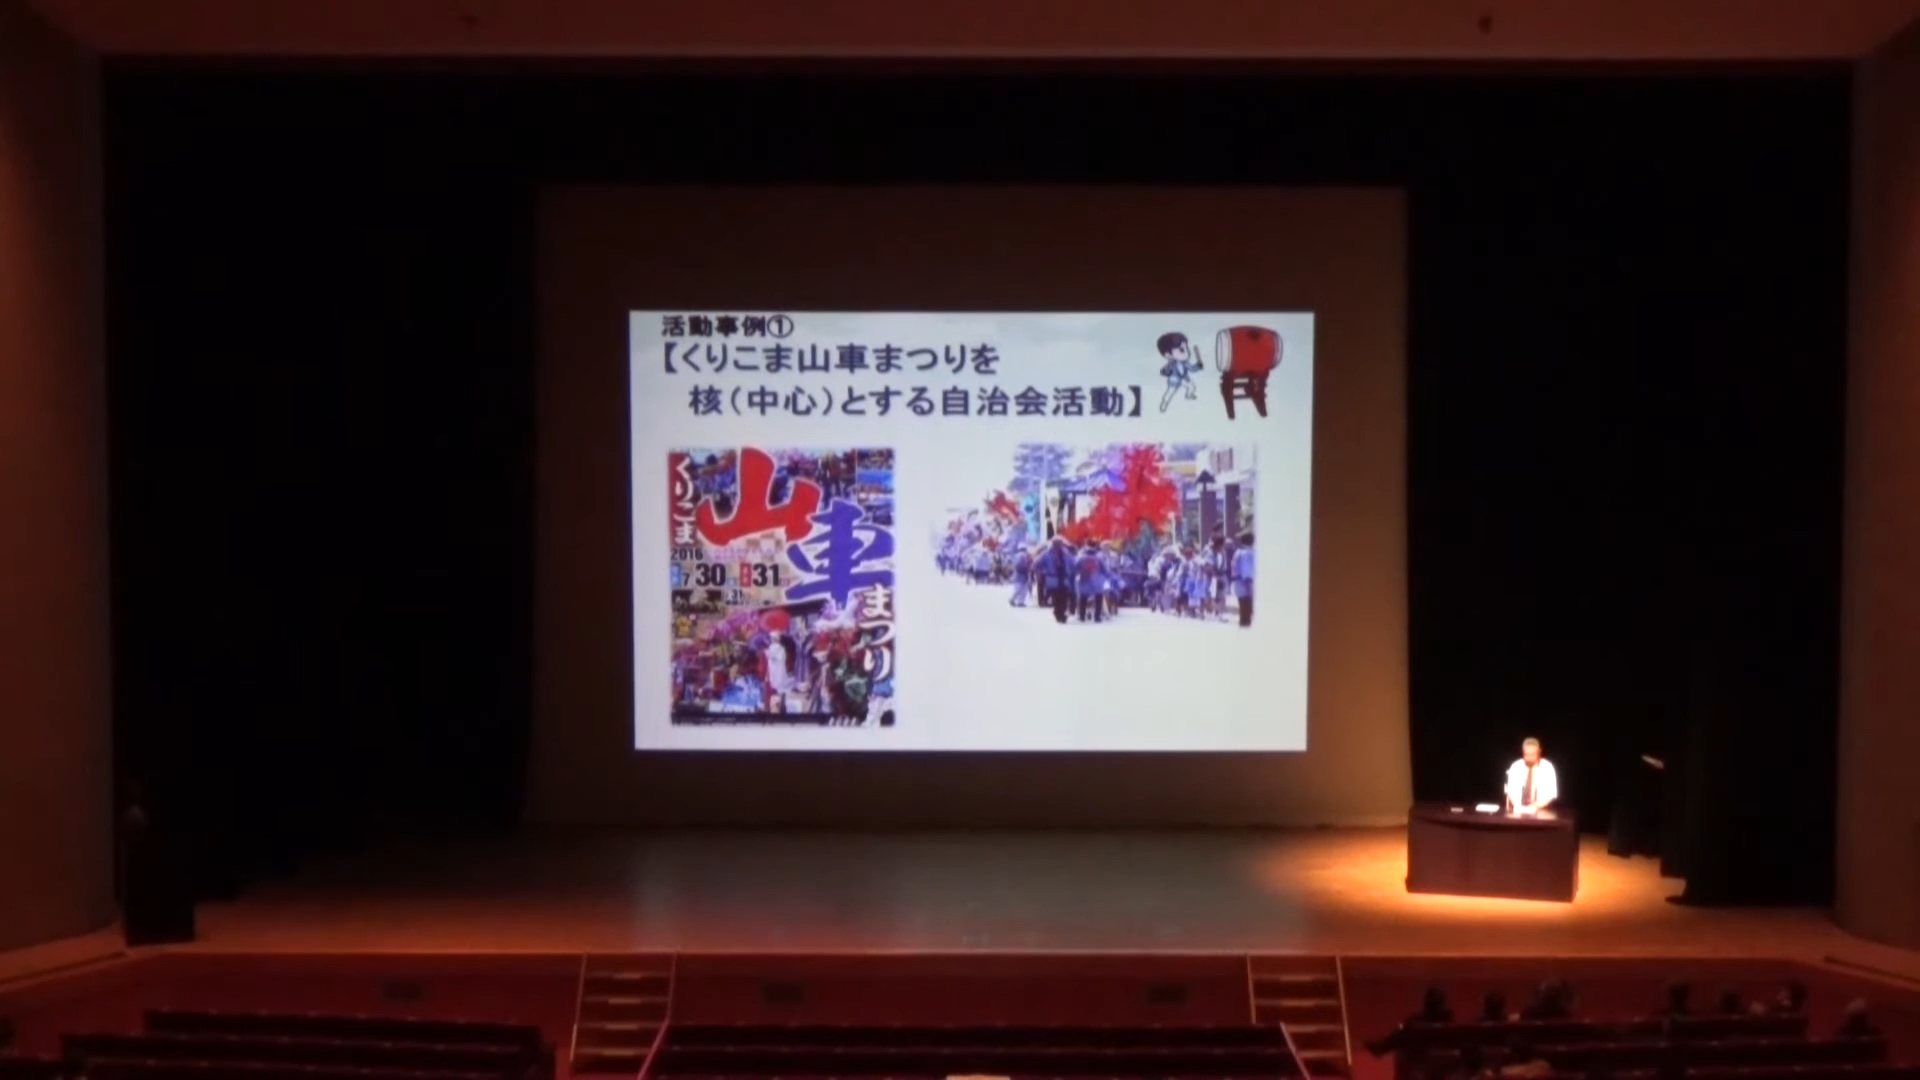 活動事例①
【くりこま山車まつりを
核(中心)とする自治会活動】
くりこま
山車
まつり
2016
7 30 31